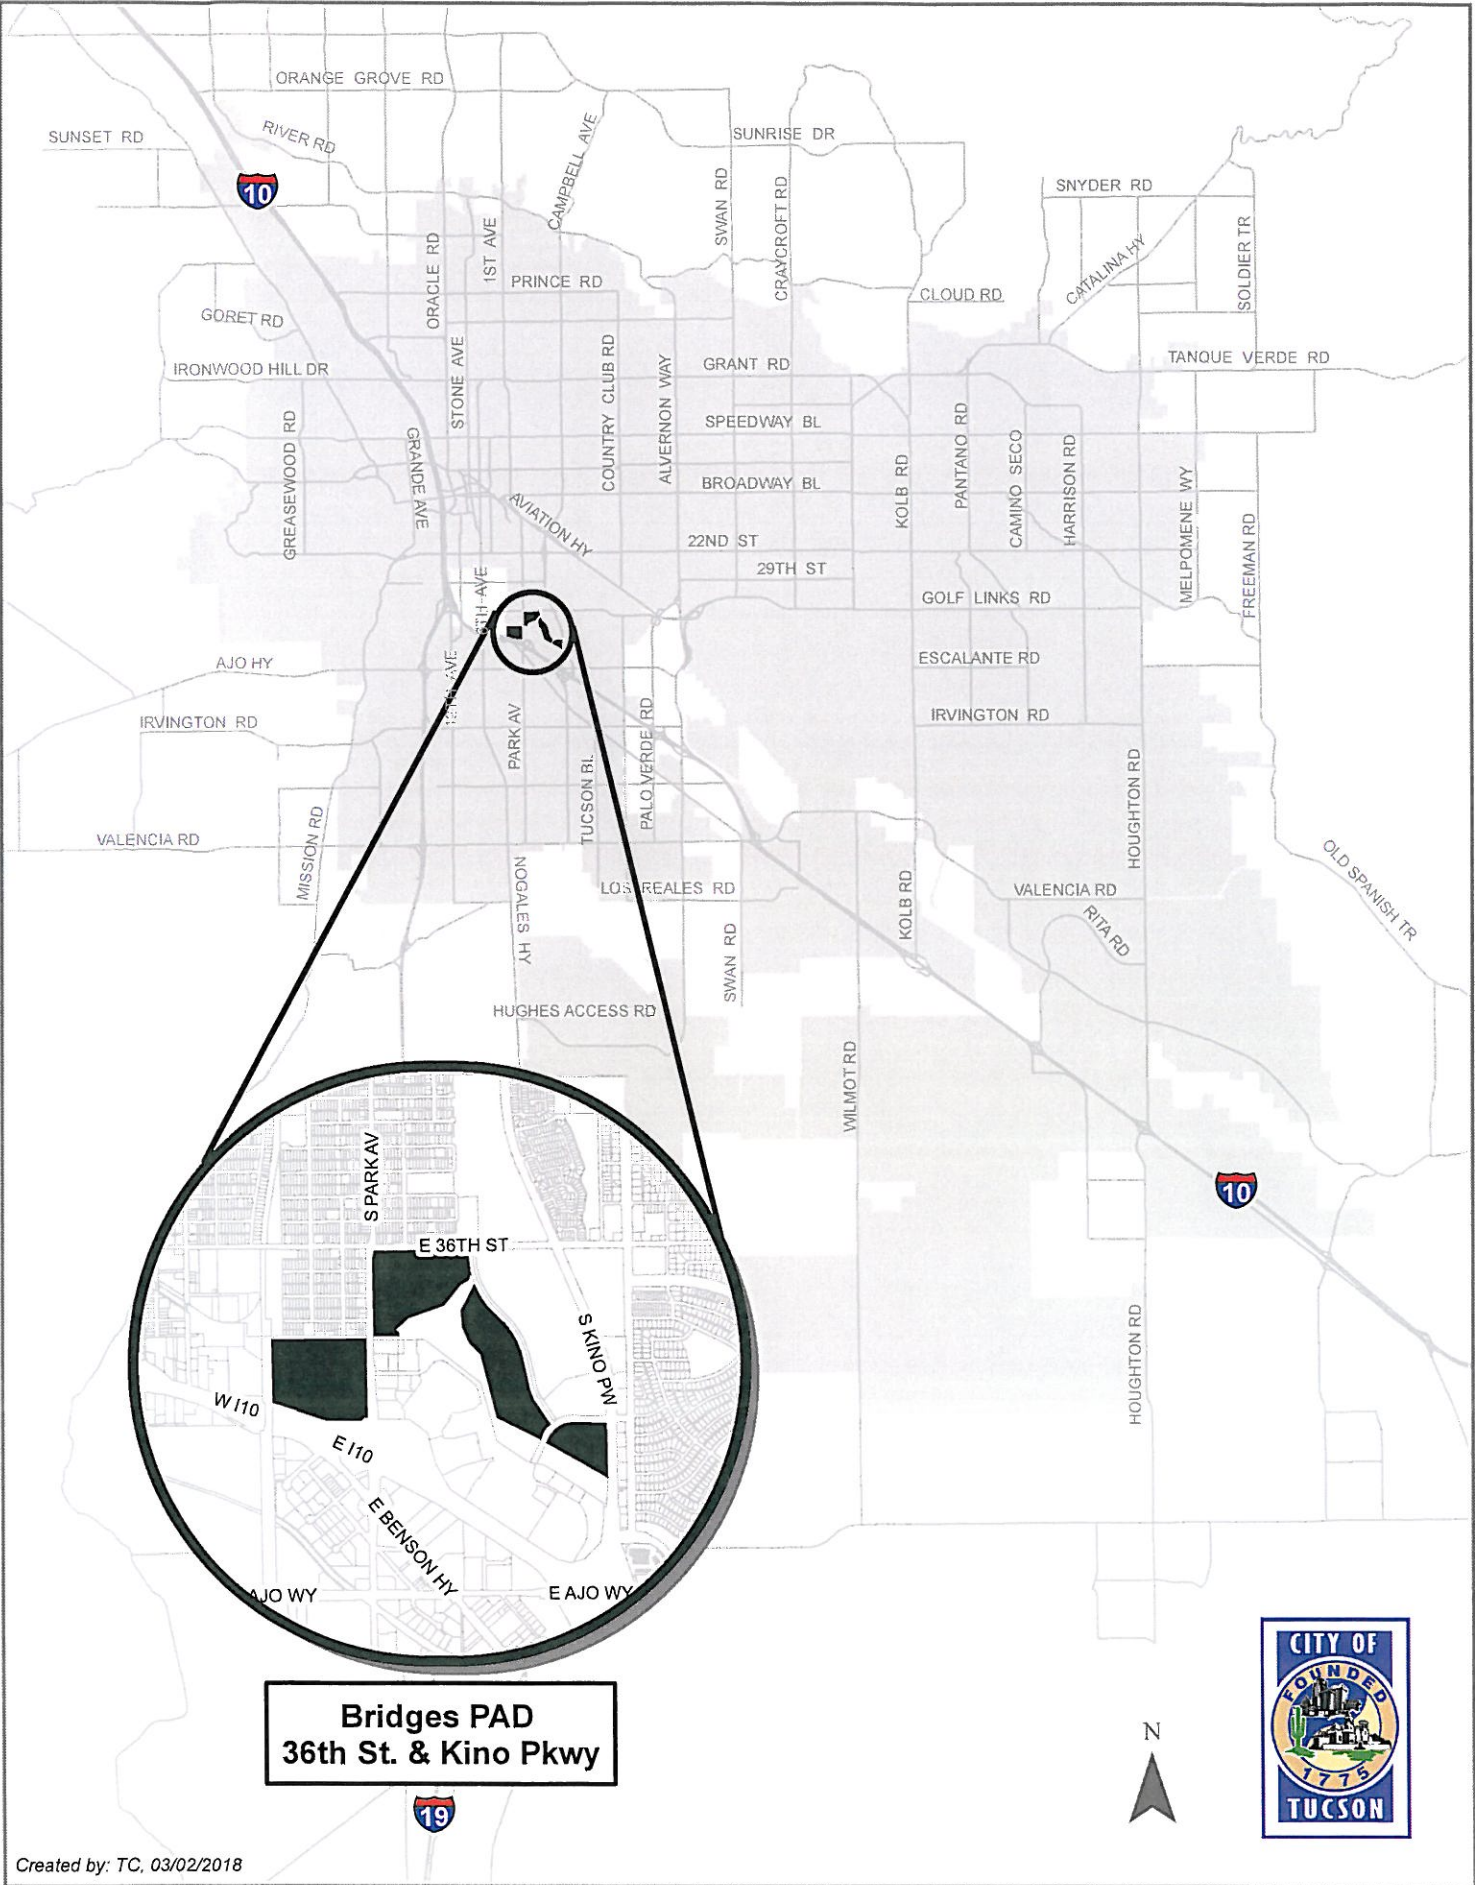 ORANGE GROVE RD
SUNSET RD
RIVER RD
CAMPBELL AVE
SUNRISE DR
10
SNYDER RD
SWAN RD
CRAYCROFT RD
SOLDIER TR
CATALINA HY
ORACLE RD
1ST AVE
PRINCE RD
CLOUD RD
GORET RD
IRONWOOD HILL DR
STONE AVE
COUNTRY CLUB RD
ALVERNON WAY
GRANT RD
TANQUE VERDE RD
SPEEDWAY BL
GREASEWOOD RD
GRANDE AVE
BROADWAY BL
KOLB RD
PANTANO RD
CAMINO SECO
HARRISON RD
MELPOMENE WY
FREEMAN RD
AVIATION HY
22ND ST
29TH ST
6TH AVE
GOLF LINKS RD
AJO HY
12TH AVE
ESCALANTE RD
IRVINGTON RD
PARK AV
TUCSON BL
PALO VERDE RD
IRVINGTON RD
HOUGHTON RD
VALENCIA RD
MISSION RD
NOGALES HY
LOS REALES RD
SWAN RD
KOLB RD
VALENCIA RD
RITA RD
OLD SPANISH TR
HUGHES ACCESS RD
WILMOT RD
10
HOUGHTON RD
S PARK AV
E 36TH ST
S KINO PW
W I10
E I10
E BENSON HY
AJO WY
E AJO WY
Bridges PAD
36th St. & Kino Pkwy
19
N
CITY OF
FOUNDED
1775
TUCSON
Created by: TC, 03/02/2018